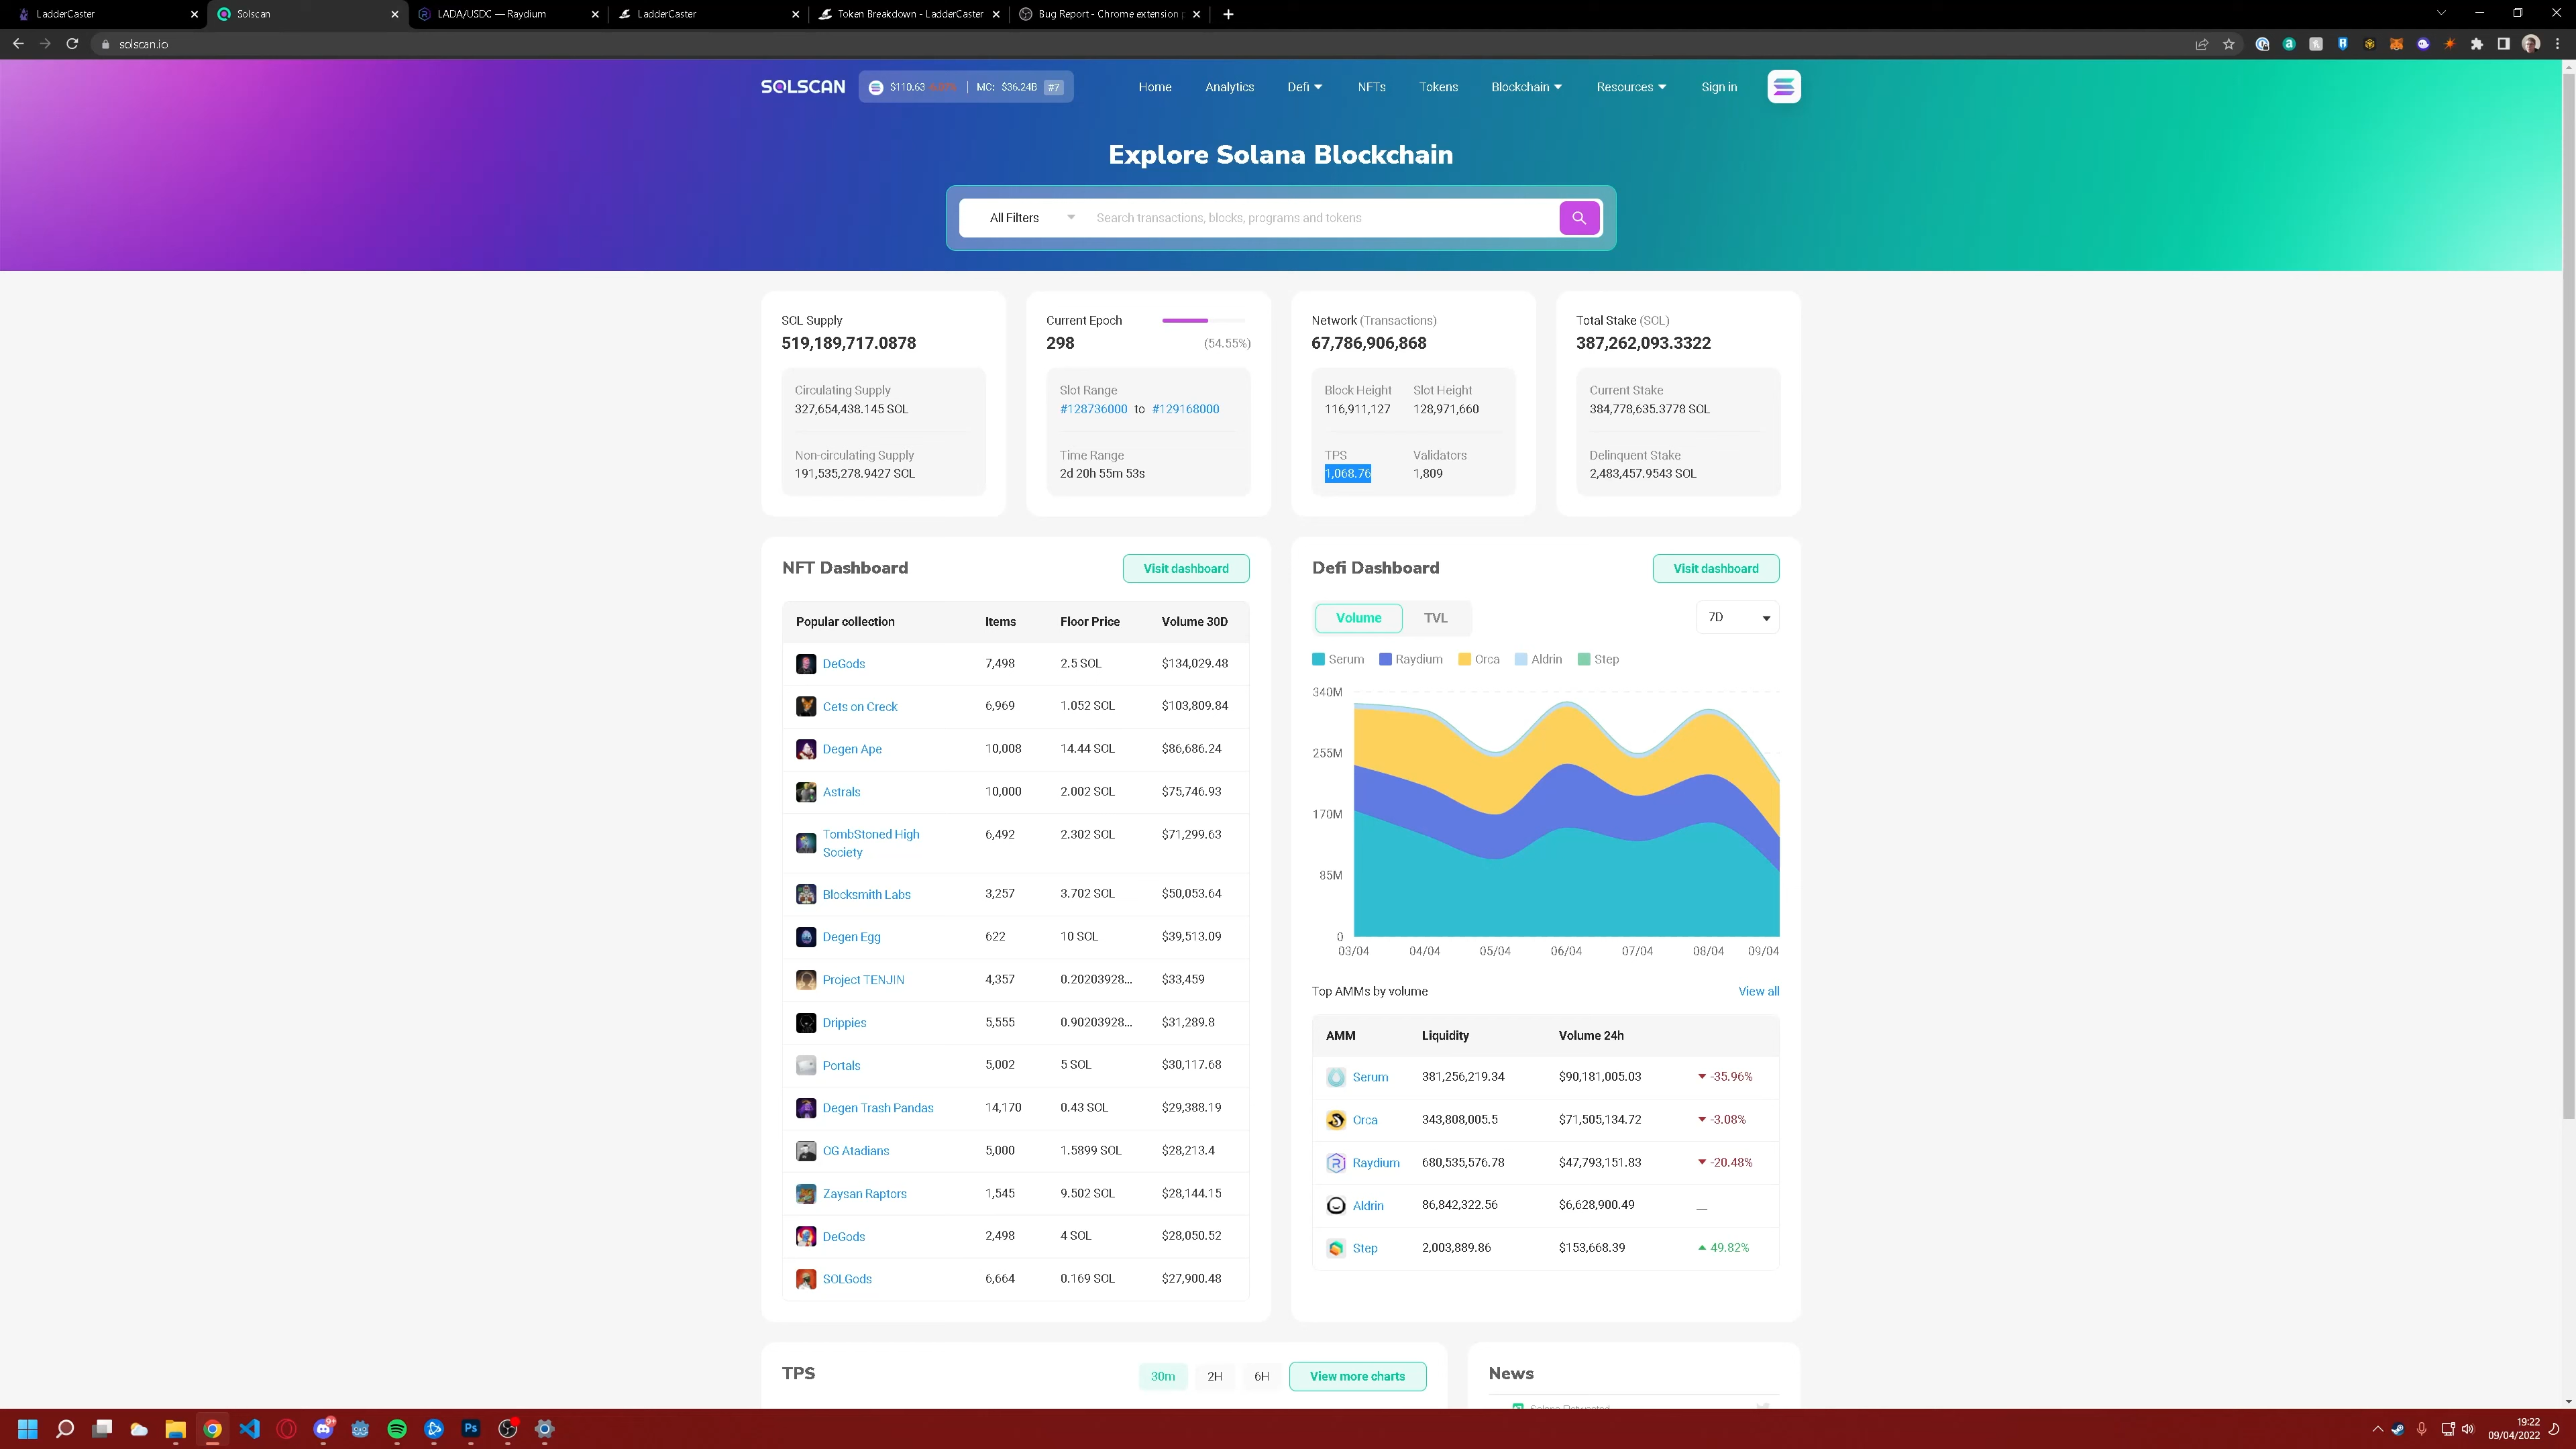 LadderCaster
Solscan
LADA/USDC — Raydium
LadderCaster
Token Breakdown - LadderCaster
Bug Report - Chrome extension
solscan.io
SOLSCAN
$110.63
MC: $36.24B #7
Home
Analytics
Defi
NFTs
Tokens
Blockchain
Resources
Sign in
Explore Solana Blockchain
All Filters
Search transactions, blocks, programs and tokens
SOL Supply
519,189,717.0878
Circulating Supply
327,654,438.145 SOL
Non-circulating Supply
191,535,278.9427 SOL
Current Epoch
298 (54.55%)
Slot Range
#128736000 to #129168000
Time Range
2d 20h 55m 53s
Network (Transactions)
67,786,906,868
Block Height Slot Height
116,911,127 128,971,660
TPS Validators
1,068.76 1,809
Total Stake (SOL)
387,262,093.3322
Current Stake
384,778,635.3778 SOL
Delinquent Stake
2,483,457.9543 SOL
NFT Dashboard Visit dashboard
Popular collection Items Floor Price Volume 30D
DeGods 7,498 2.5 SOL $134,029.48
Cets on Creck 6,969 1.052 SOL $103,809.84
Degen Ape 10,008 14.44 SOL $86,686.24
Astrals 10,000 2.002 SOL $75,746.93
TombStoned High 6,492 2.302 SOL $71,299.63
Society
Blocksmith Labs 3,257 3.702 SOL $50,053.64
Degen Egg 622 10 SOL $39,513.09
Project TENJIN 4,357 0.20203928... $33,459
Drippies 5,555 0.90203928... $31,289.8
Portals 5,002 5 SOL $30,117.68
Degen Trash Pandas 14,170 0.43 SOL $29,388.19
OG Atadians 5,000 1.5899 SOL $28,213.4
Zaysan Raptors 1,545 9.502 SOL $28,144.15
DeGods 2,498 4 SOL $28,050.52
SOLGods 6,664 0.169 SOL $27,900.48
Defi Dashboard Visit dashboard
Volume TVL 7D
Serum Raydium Orca Aldrin Step
340M
255M
170M
85M
0
03/04 04/04 05/04 06/04 07/04 08/04 09/04
Top AMMs by volume View all
AMM Liquidity Volume 24h
Serum 381,256,219.34 $90,181,005.03 -35.96%
Orca 343,808,005.5 $71,505,134.72 -3.08%
Raydium 680,535,576.78 $47,793,151.83 -20.48%
Aldrin 86,842,322.56 $6,628,900.49 __
Step 2,003,889.86 $153,668.39 49.82%
TPS 30m 2H 6H View more charts
News
Ps
19:22
09/04/2022